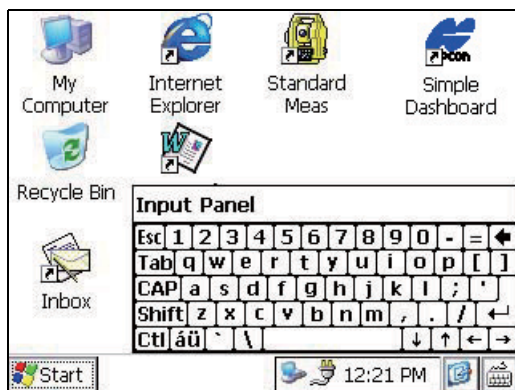 My Computer
Internet Explorer
Standard Meas
Simple Dashboard
Recycle Bin
Inbox
Input Panel
Esc 1 2 3 4 5 6 7 8 9 0 - =
Tab q w e r t y u i o p [ ]
CAP a s d f g h j k l ; '
Shift z x c v b n m , . /
Ctl áü ` \
Start
12:21 PM